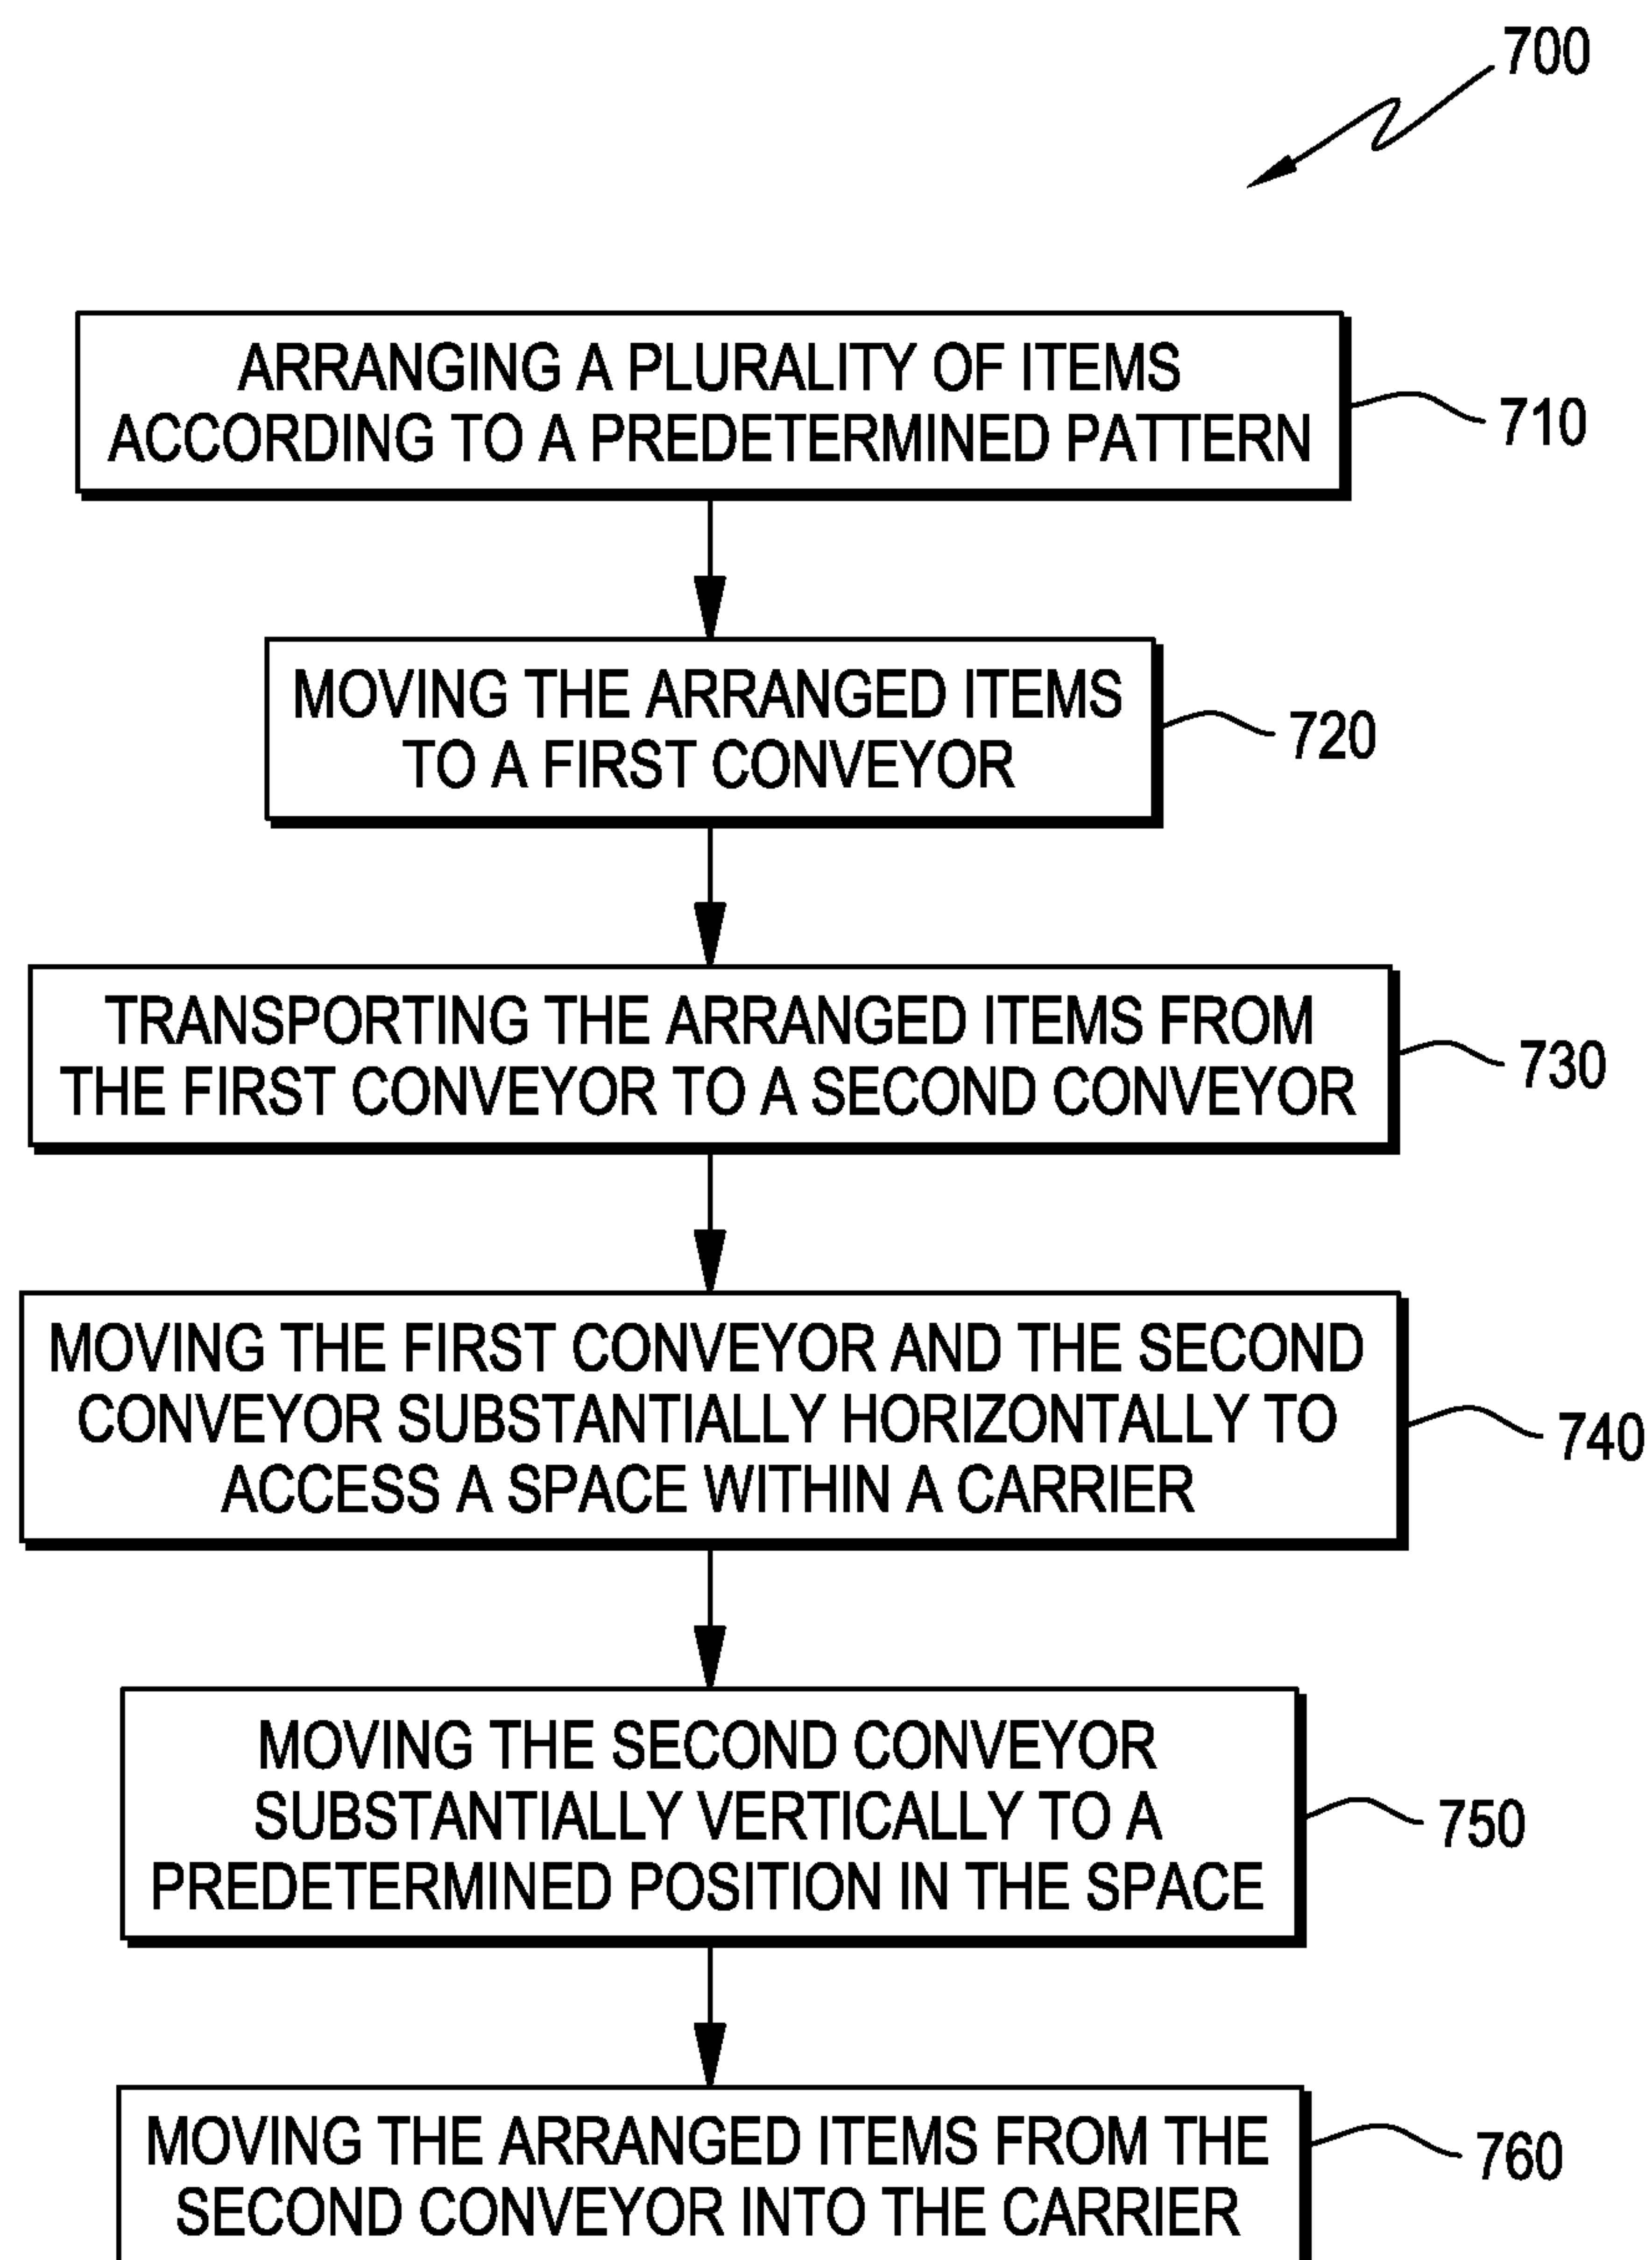 700
ARRANGING A PLURALITY OF ITEMS
ACCORDING TO A PREDETERMINED PATTERN
710
MOVING THE ARRANGED ITEMS
TO A FIRST CONVEYOR
720
TRANSPORTING THE ARRANGED ITEMS FROM
THE FIRST CONVEYOR TO A SECOND CONVEYOR
730
MOVING THE FIRST CONVEYOR AND THE SECOND
CONVEYOR SUBSTANTIALLY HORIZONTALLY TO
ACCESS A SPACE WITHIN A CARRIER
740
MOVING THE SECOND CONVEYOR
SUBSTANTIALLY VERTICALLY TO A
PREDETERMINED POSITION IN THE SPACE
750
MOVING THE ARRANGED ITEMS FROM THE
SECOND CONVEYOR INTO THE CARRIER
760